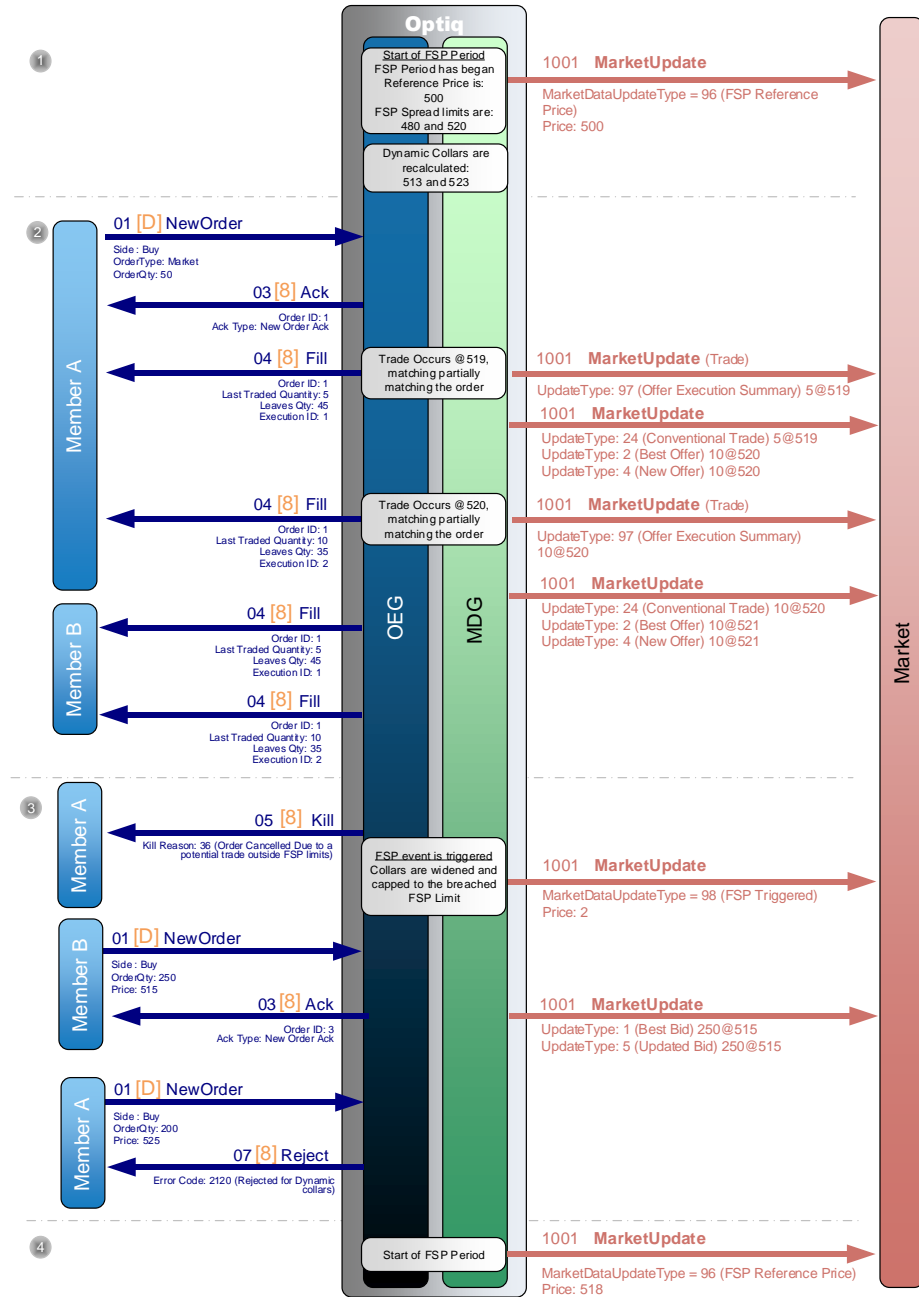 Optiq
1
Start of FSP Period
FSP Period has began
Reference Price is:
500
FSP Spread limits are:
480 and 520
1001 MarketUpdate
MarketDataUpdateType = 96 (FSP Reference
Price)
Price: 500
Dynamic Collars are
recalculated:
513 and 523
2
Member A
01 [D] NewOrder
Side : Buy
OrderType: Market
OrderQty: 50
03 [8] Ack
Order ID: 1
Ack Type: New Order Ack
04 [8] Fill
Order ID: 1
Last Traded Quantity: 5
Leaves Qty: 45
Execution ID: 1
Trade Occurs @519,
matching partially
matching the order
1001 MarketUpdate (Trade)
UpdateType: 97 (Offer Execution Summary) 5@519
1001 MarketUpdate
UpdateType: 24 (Conventional Trade) 5@519
UpdateType: 2 (Best Offer) 10@520
UpdateType: 4 (New Offer) 10@520
04 [8] Fill
Order ID: 1
Last Traded Quantity: 10
Leaves Qty: 35
Execution ID: 2
Trade Occurs @520,
matching partially
matching the order
1001 MarketUpdate (Trade)
UpdateType: 97 (Offer Execution Summary)
10@520
1001 MarketUpdate
UpdateType: 24 (Conventional Trade) 10@520
UpdateType: 2 (Best Offer) 10@521
UpdateType: 4 (New Offer) 10@521
OEG
MDG
Market
Member B
04 [8] Fill
Order ID: 1
Last Traded Quantity: 5
Leaves Qty: 45
Execution ID: 1
04 [8] Fill
Order ID: 1
Last Traded Quantity: 10
Leaves Qty: 35
Execution ID: 2
3
Member A
05 [8] Kill
Kill Reason: 36 (Order Cancelled Due to a
potential trade outside FSP limits)
FSP event is triggered
Collars are widened and
capped to the breached
FSP Limit
1001 MarketUpdate
MarketDataUpdateType = 98 (FSP Triggered)
Price: 2
Member B
01 [D] NewOrder
Side : Buy
OrderQty: 250
Price: 515
03 [8] Ack
Order ID: 3
Ack Type: New Order Ack
1001 MarketUpdate
UpdateType: 1 (Best Bid) 250@515
UpdateType: 5 (Updated Bid) 250@515
Member A
01 [D] NewOrder
Side : Buy
OrderQty: 200
Price: 525
07 [8] Reject
Error Code: 2120 (Rejected for Dynamic
collars)
4
Start of FSP Period
1001 MarketUpdate
MarketDataUpdateType = 96 (FSP Reference Price)
Price: 518